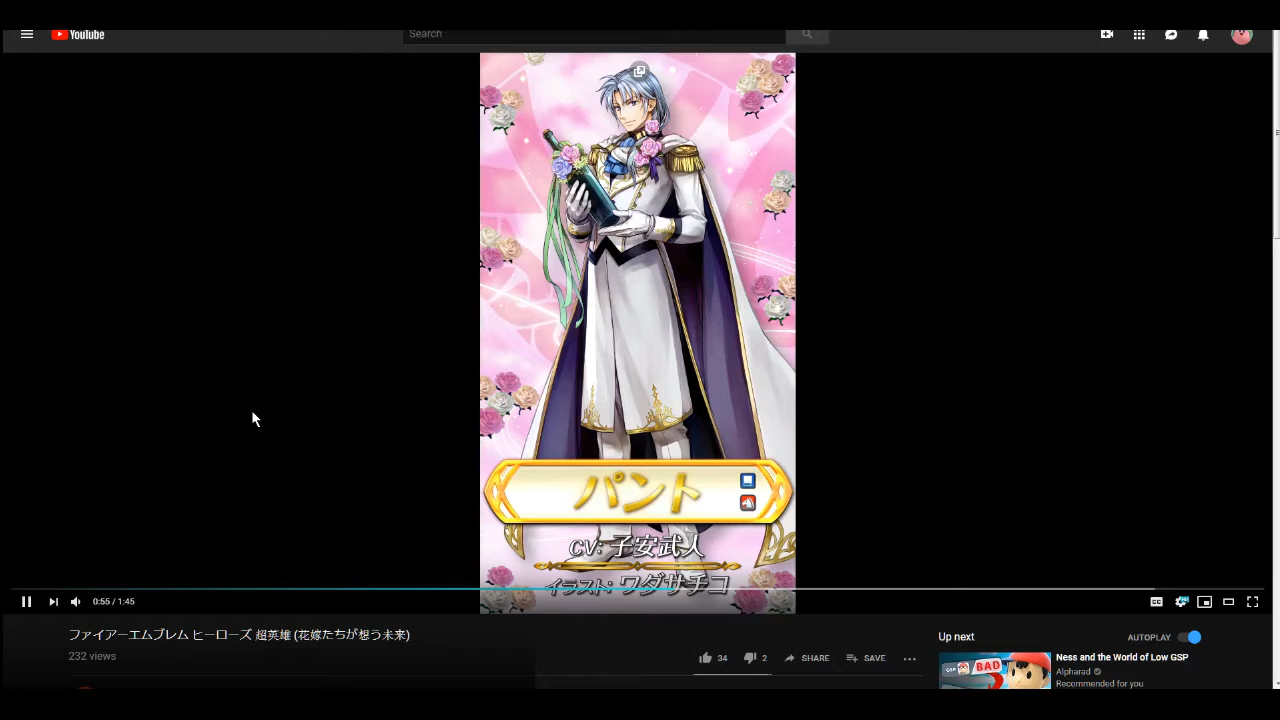 YouTube
Search
パント
CV: 子安武人
イラスト: ワダサチコ
0:55 / 1:45
CC
ファイアーエムブレム ヒーローズ 超英雄 (花嫁たちが想う未来)
232 views
34
2
SHARE
SAVE
Up next
AUTOPLAY
BAD
Ness and the World of Low GSP
Alpharad
Recommended for you